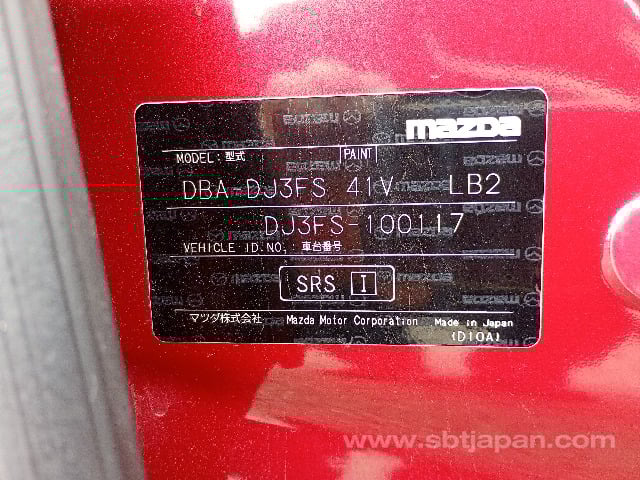 mazda
MODEL: 型式 PAINT
DBA-DJ3FS 41V LB2
DJ3FS-100117
VEHICLE ID.NO.: 車台番号
SRS I
マツダ株式会社 Mazda Motor Corporation Made in Japan
(D10A)
www.sbtjapan.com